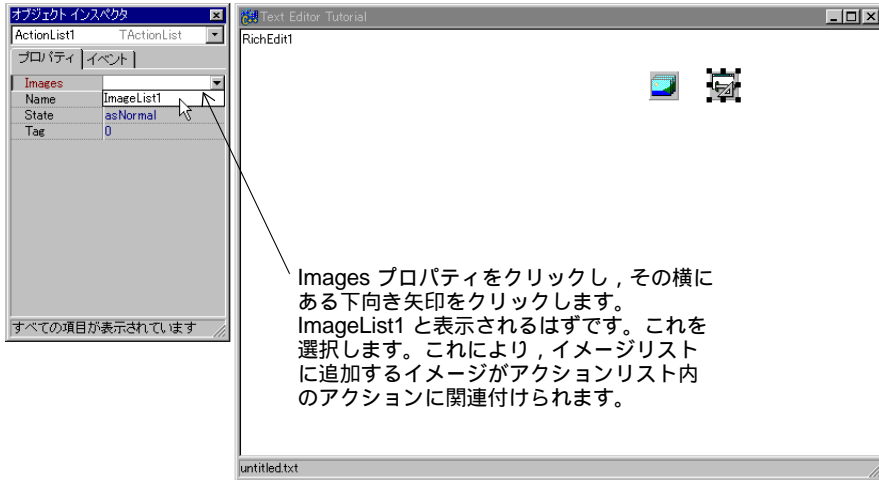 オブジェクト インスペクタ
ActionList1 TActionList
プロパティ イベント
Images
Name ImageList1
State asNormal
Tag 0
すべての項目が表示されています
Text Editor Tutorial
RichEdit1
Images プロパティをクリックし , その横に
ある下向き矢印をクリックします。
ImageList1 と表示されるはずです。これを
選択します。これにより , イメージリスト
に追加するイメージがアクションリスト内
のアクションに関連付けられます。
untitled.txt